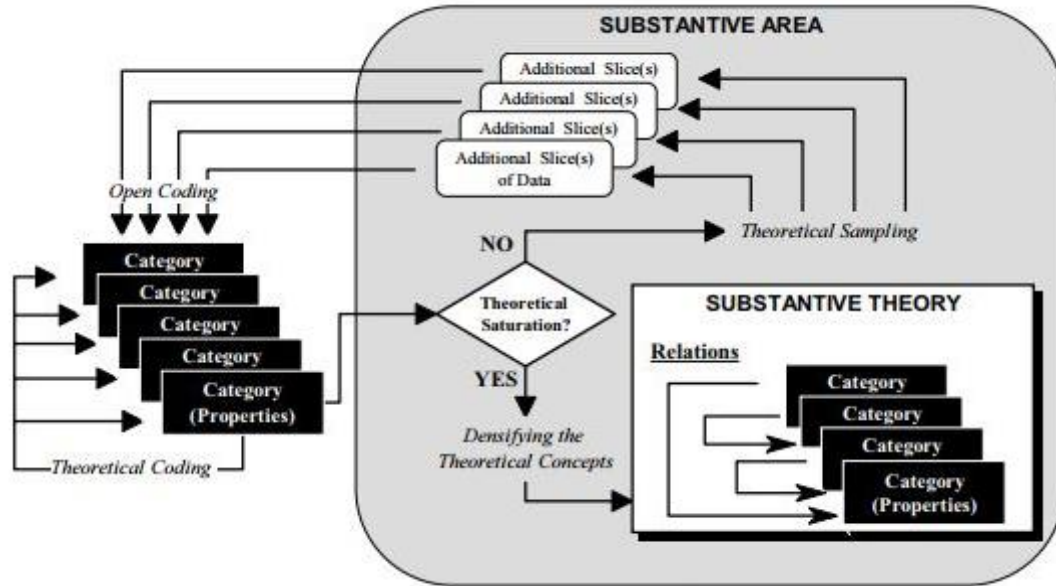 SUBSTANTIVE AREA
Additional Slice(s)
Additional Slice(s)
Additional Slice(s)
Additional Slice(s)
of Data
Open Coding
Theoretical Sampling
NO
Category
Category
Category
Category
Category
(Properties)
Theoretical Coding
Theoretical
Saturation?
YES
Densifying the
Theoretical Concepts
SUBSTANTIVE THEORY
Relations
Category
Category
Category
Category
(Properties)